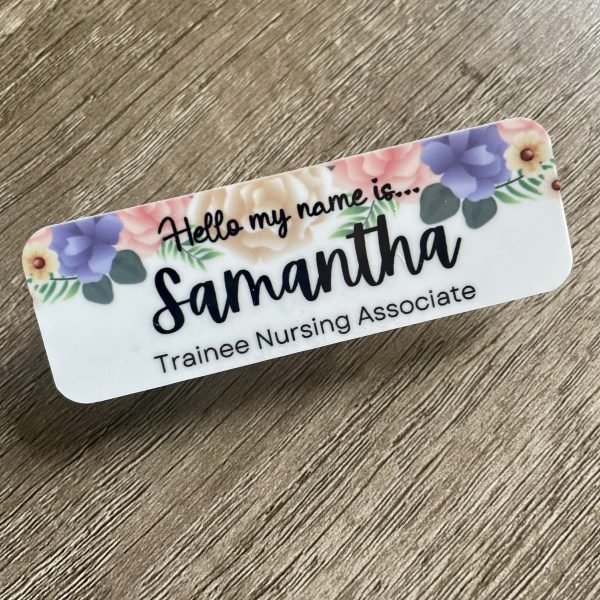 Hello my name is...
Samantha
Trainee Nursing Associate